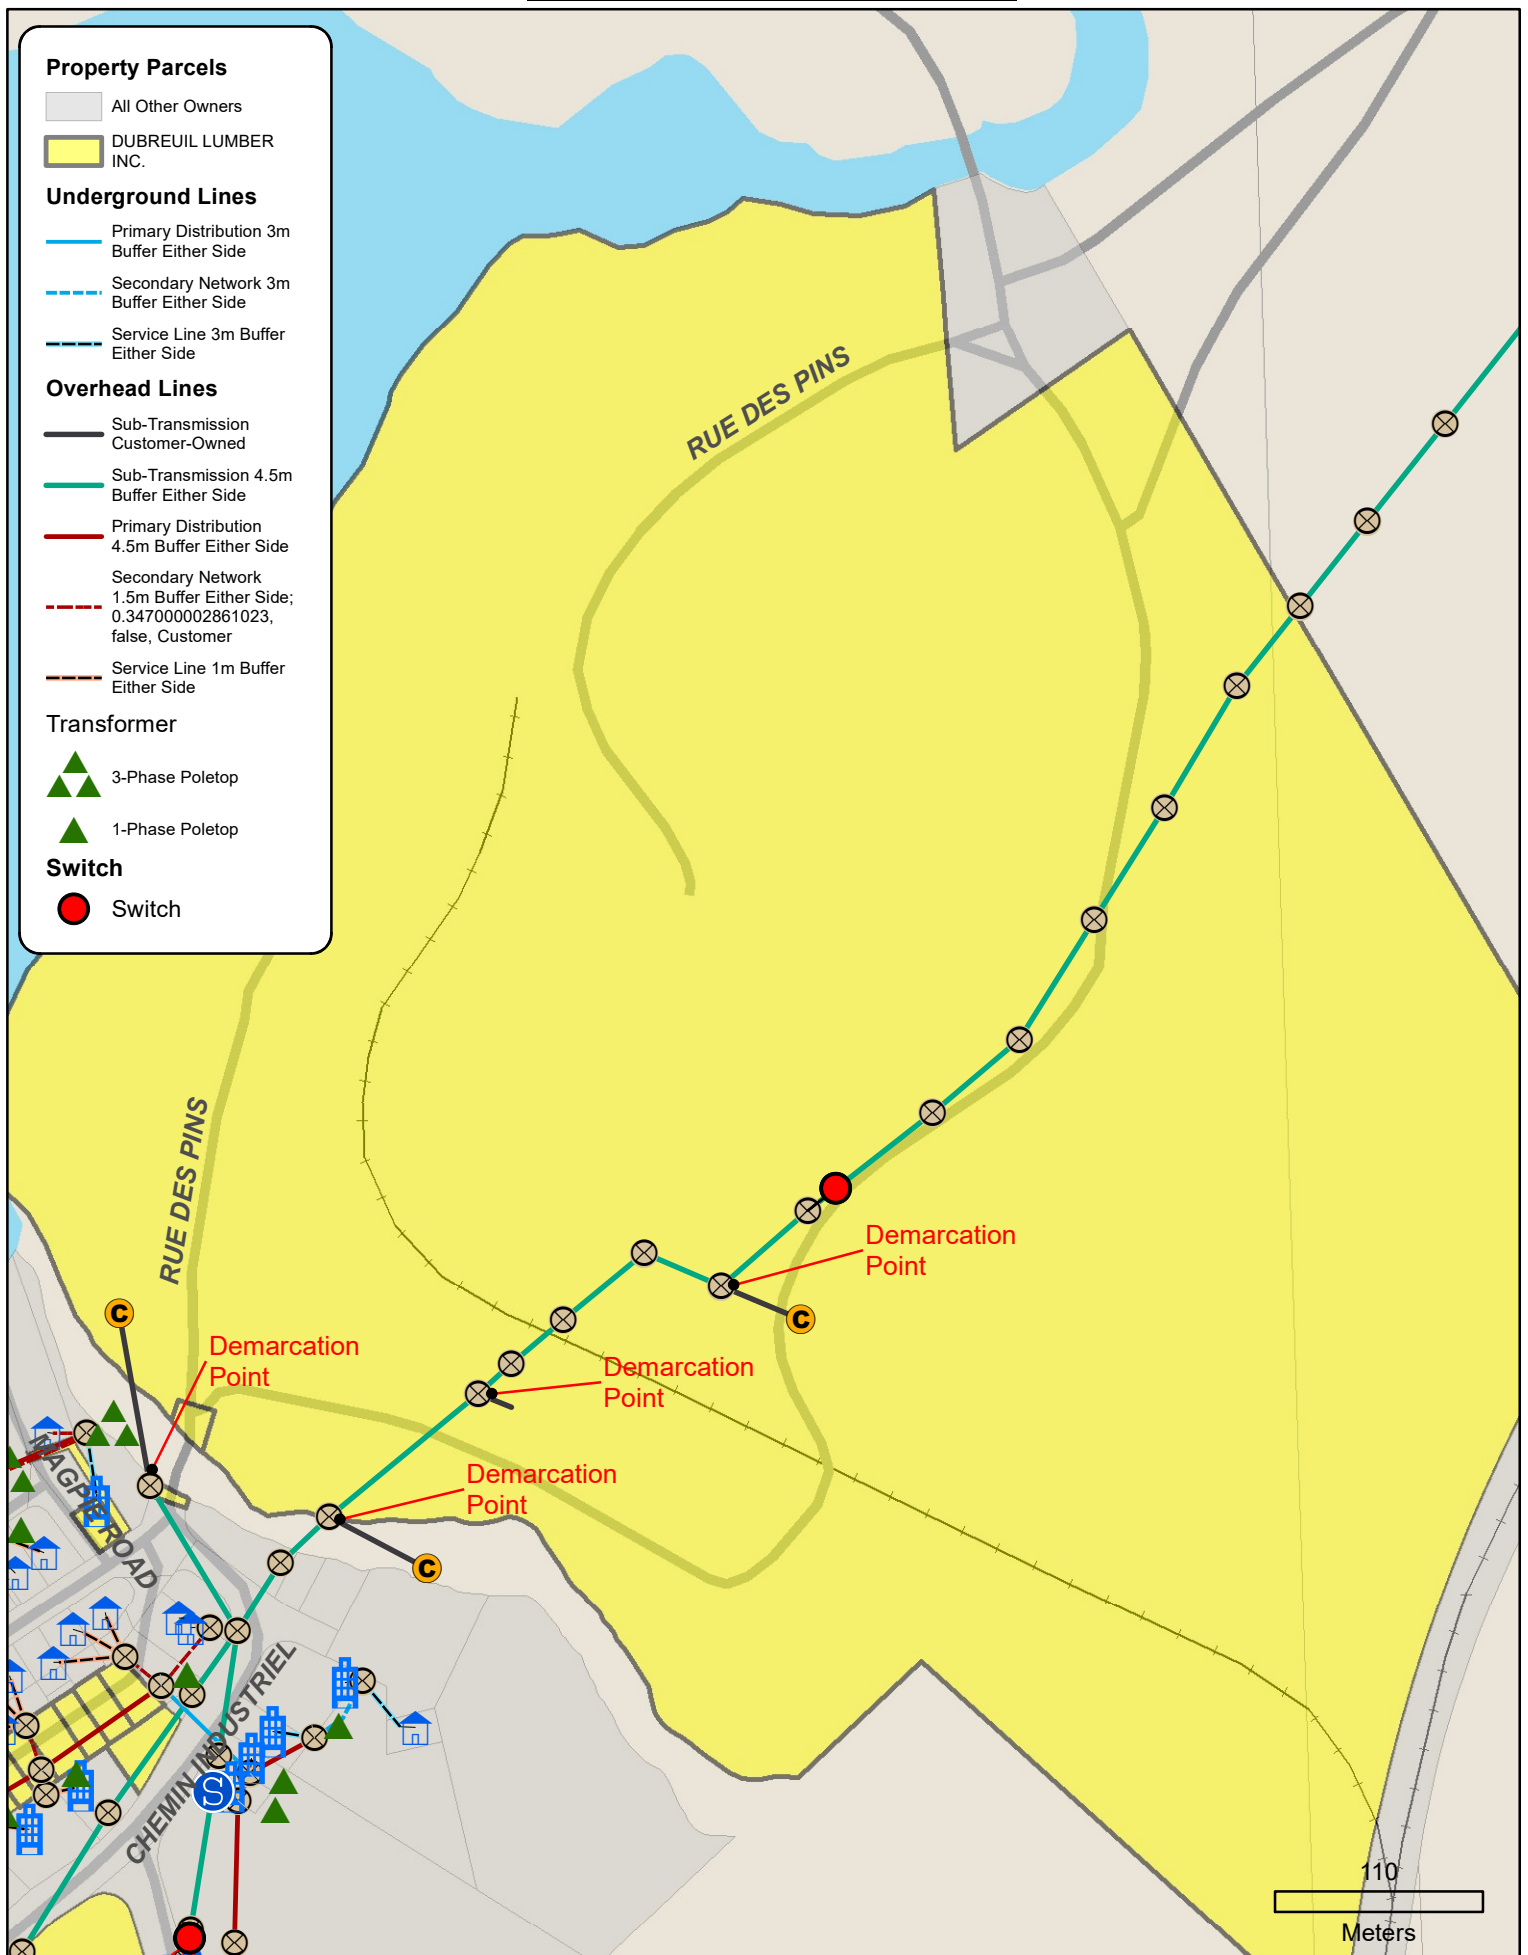 Property Parcels
All Other Owners
DUBREUIL LUMBER
INC.
Underground Lines
Primary Distribution 3m
Buffer Either Side
Secondary Network 3m
Buffer Either Side
Service Line 3m Buffer
Either Side
Overhead Lines
Sub-Transmission
Customer-Owned
Sub-Transmission 4.5m
Buffer Either Side
Primary Distribution
4.5m Buffer Either Side
Secondary Network
1.5m Buffer Either Side;
0.347000002861023,
false, Customer
Service Line 1m Buffer
Either Side
Transformer
3-Phase Poletop
1-Phase Poletop
Switch
Switch
RUE DES PINS
RUE DES PINS
Demarcation
Point
C
C
Demarcation
Point
Demarcation
Point
Demarcation
Point
C
MAGPIE ROAD
CHEMIN INDUSTRIEL
S
110
Meters